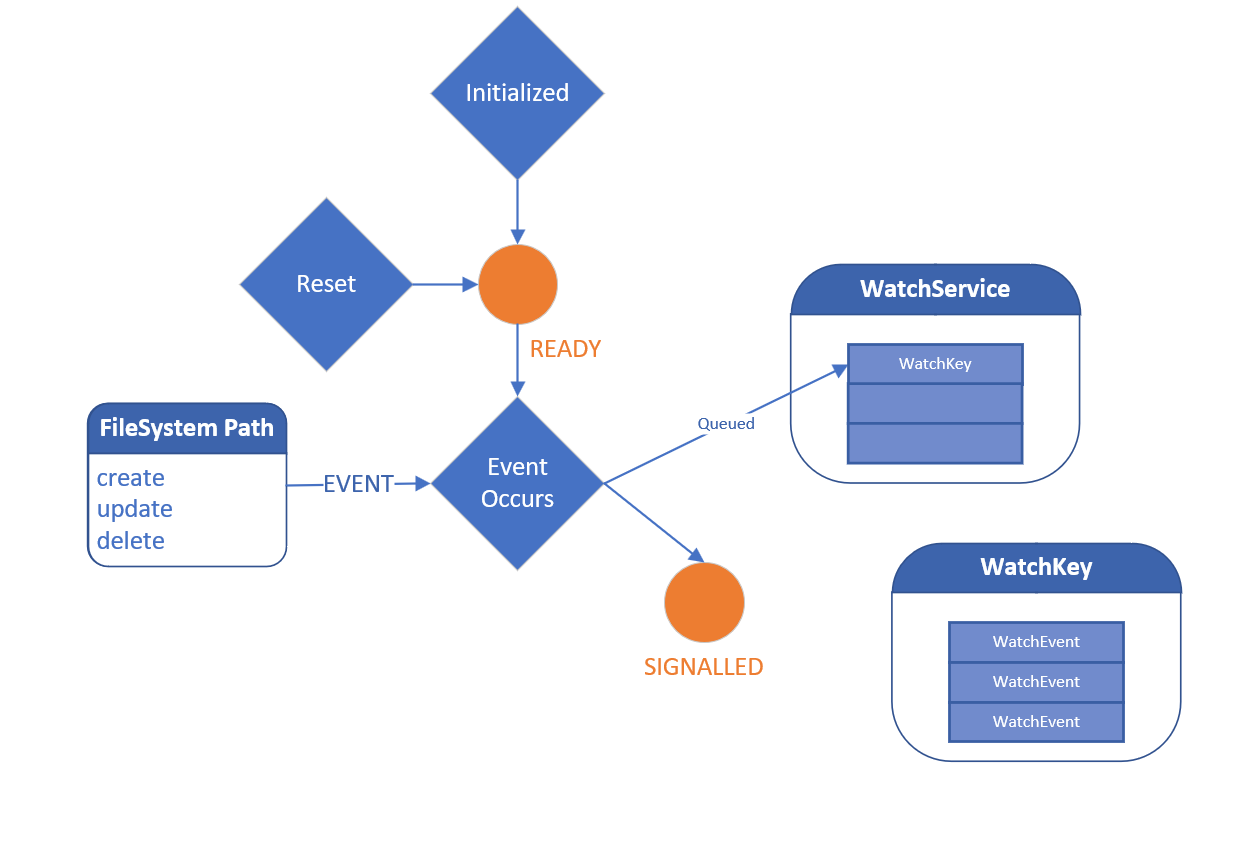 Initialized
Reset
READY
WatchService
WatchKey
FileSystem Path
create
update
delete
EVENT
Event
Occurs
Queued
SIGNALLED
WatchKey
WatchEvent
WatchEvent
WatchEvent